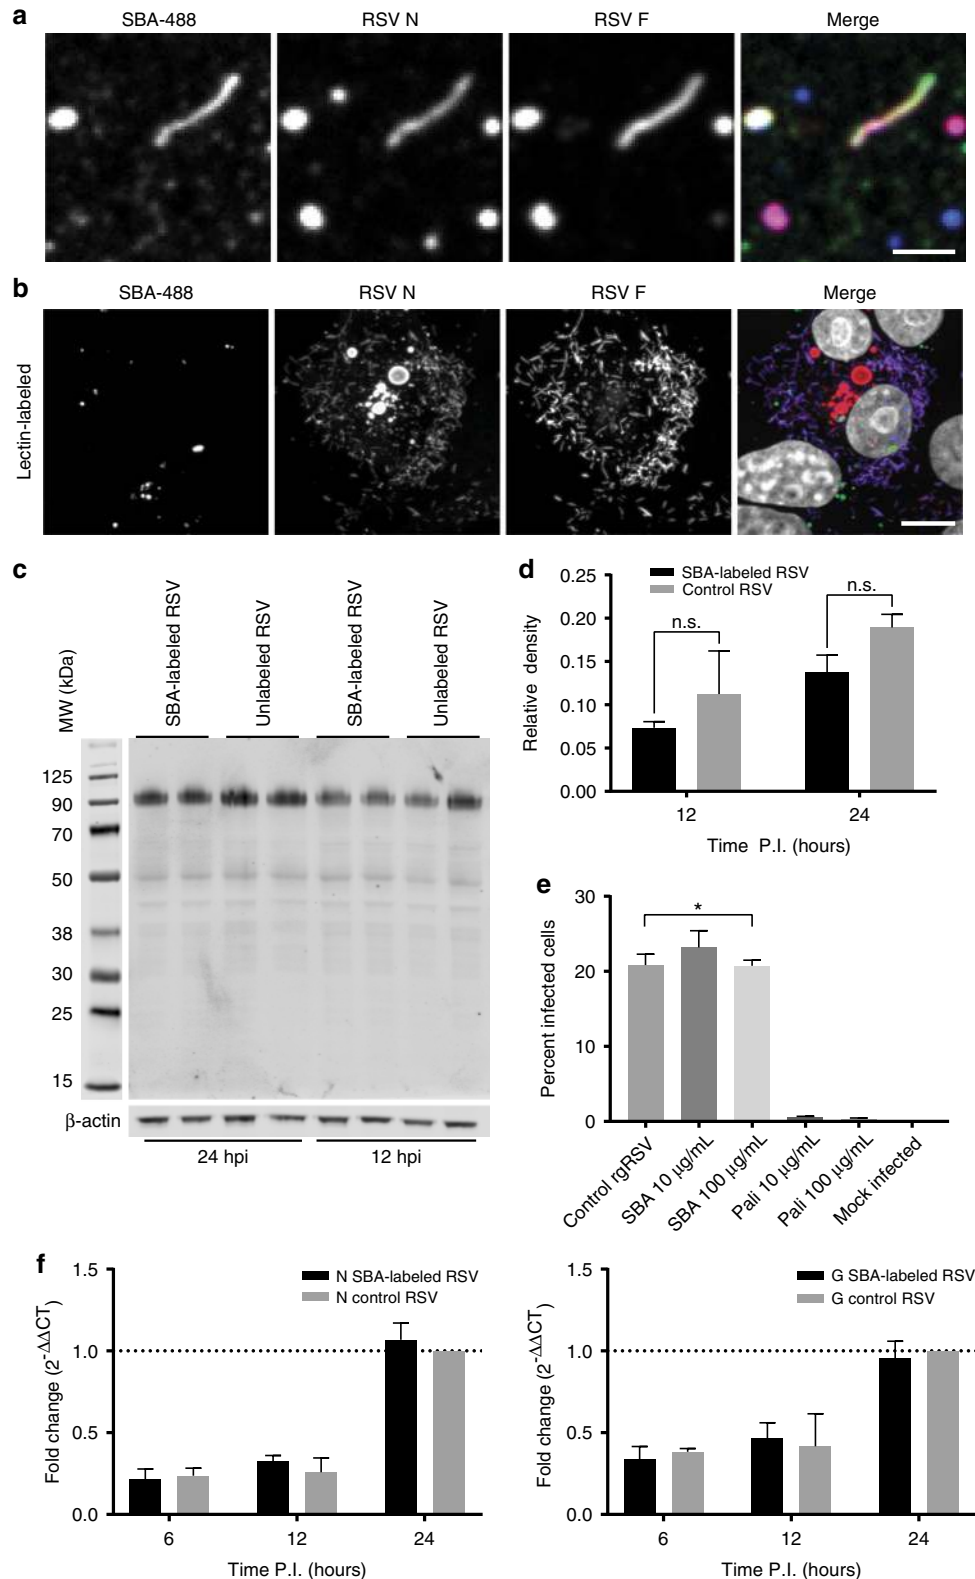 a
SBA-488
RSV N
RSV F
Merge
b
SBA-488
RSV N
RSV F
Merge
Lectin-labeled
c
MW (kDa)
SBA-labeled RSV
Unlabeled RSV
SBA-labeled RSV
Unlabeled RSV
125
90
70
50
38
30
25
15
β-actin
24 hpi
12 hpi
d
SBA-labeled RSV
Control RSV
Relative density
0.25
0.20
0.15
0.10
0.05
0.00
n.s.
n.s.
12
24
Time P.I. (hours)
e
Percent infected cells
30
20
10
0
*
Control rgRSV
SBA 10 μg/mL
SBA 100 μg/mL
Pali 10 μg/mL
Pali 100 μg/mL
Mock infected
f
N SBA-labeled RSV
N control RSV
Fold change (2^-ΔΔCT)
1.5
1.0
0.5
0.0
6
12
24
Time P.I. (hours)
G SBA-labeled RSV
G control RSV
Fold change (2^-ΔΔCT)
1.5
1.0
0.5
0.0
6
12
24
Time P.I. (hours)